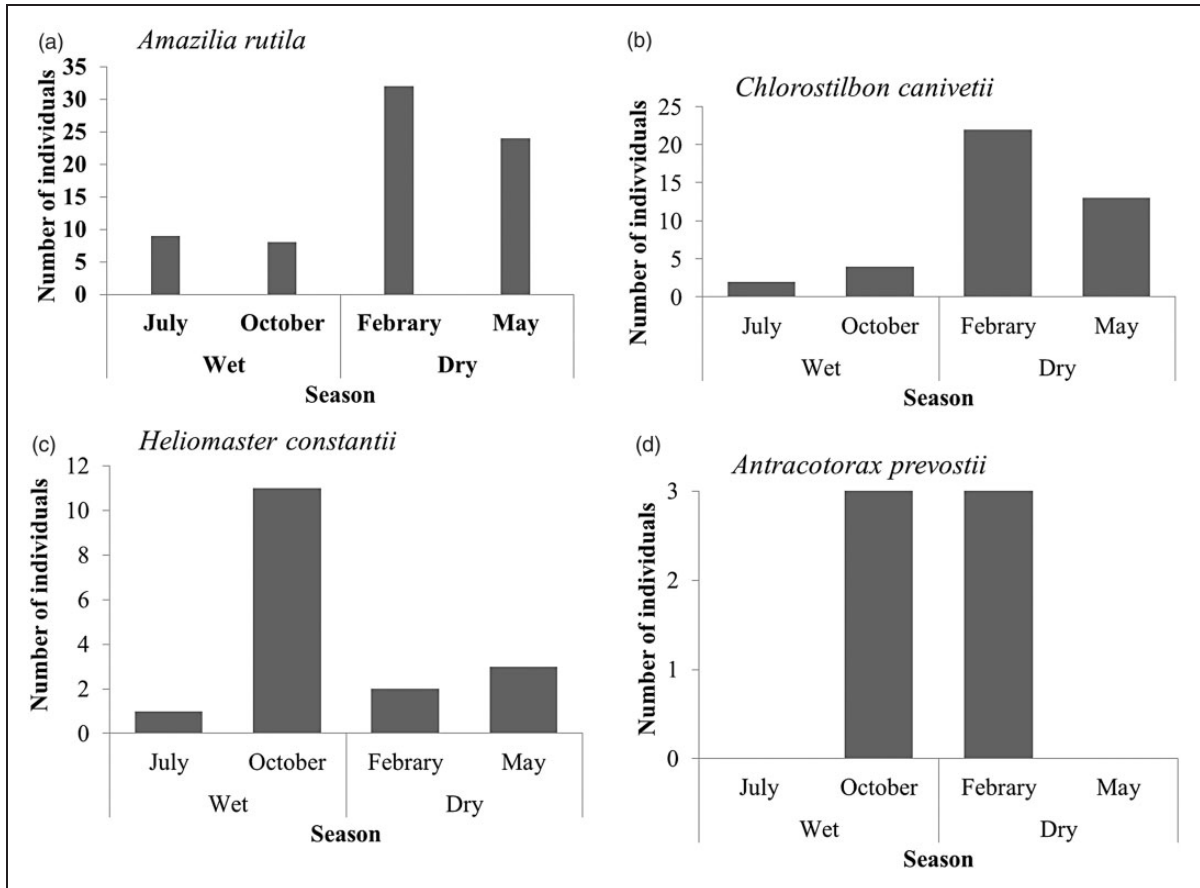 (a)
Amazilia rutila
Number of individuals
35
30
25
20
15
10
5
0
July October Febrary May
Wet Dry
Season
(b)
Chlorostilbon canivetii
Number of indivviduals
25
20
15
10
5
0
July October Febrary May
Wet Dry
Season
(c)
Heliomaster constantii
Number of individuals
12
10
8
6
4
2
0
July October Febrary May
Wet Dry
Season
(d)
Antracotorax prevostii
Number of individuals
3
2
1
0
July October Febrary May
Wet Dry
Season